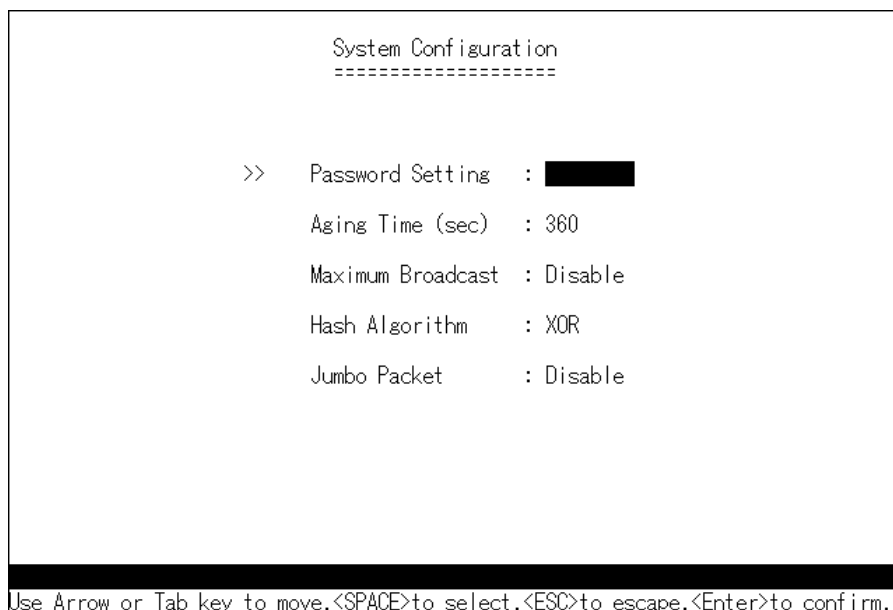 System Configuration
====================
>> Password Setting :
Aging Time (sec) : 360
Maximum Broadcast : Disable
Hash Algorithm : XOR
Jumbo Packet : Disable
Use Arrow or Tab key to move.<SPACE>to select.<ESC>to escape.<Enter>to confirm.